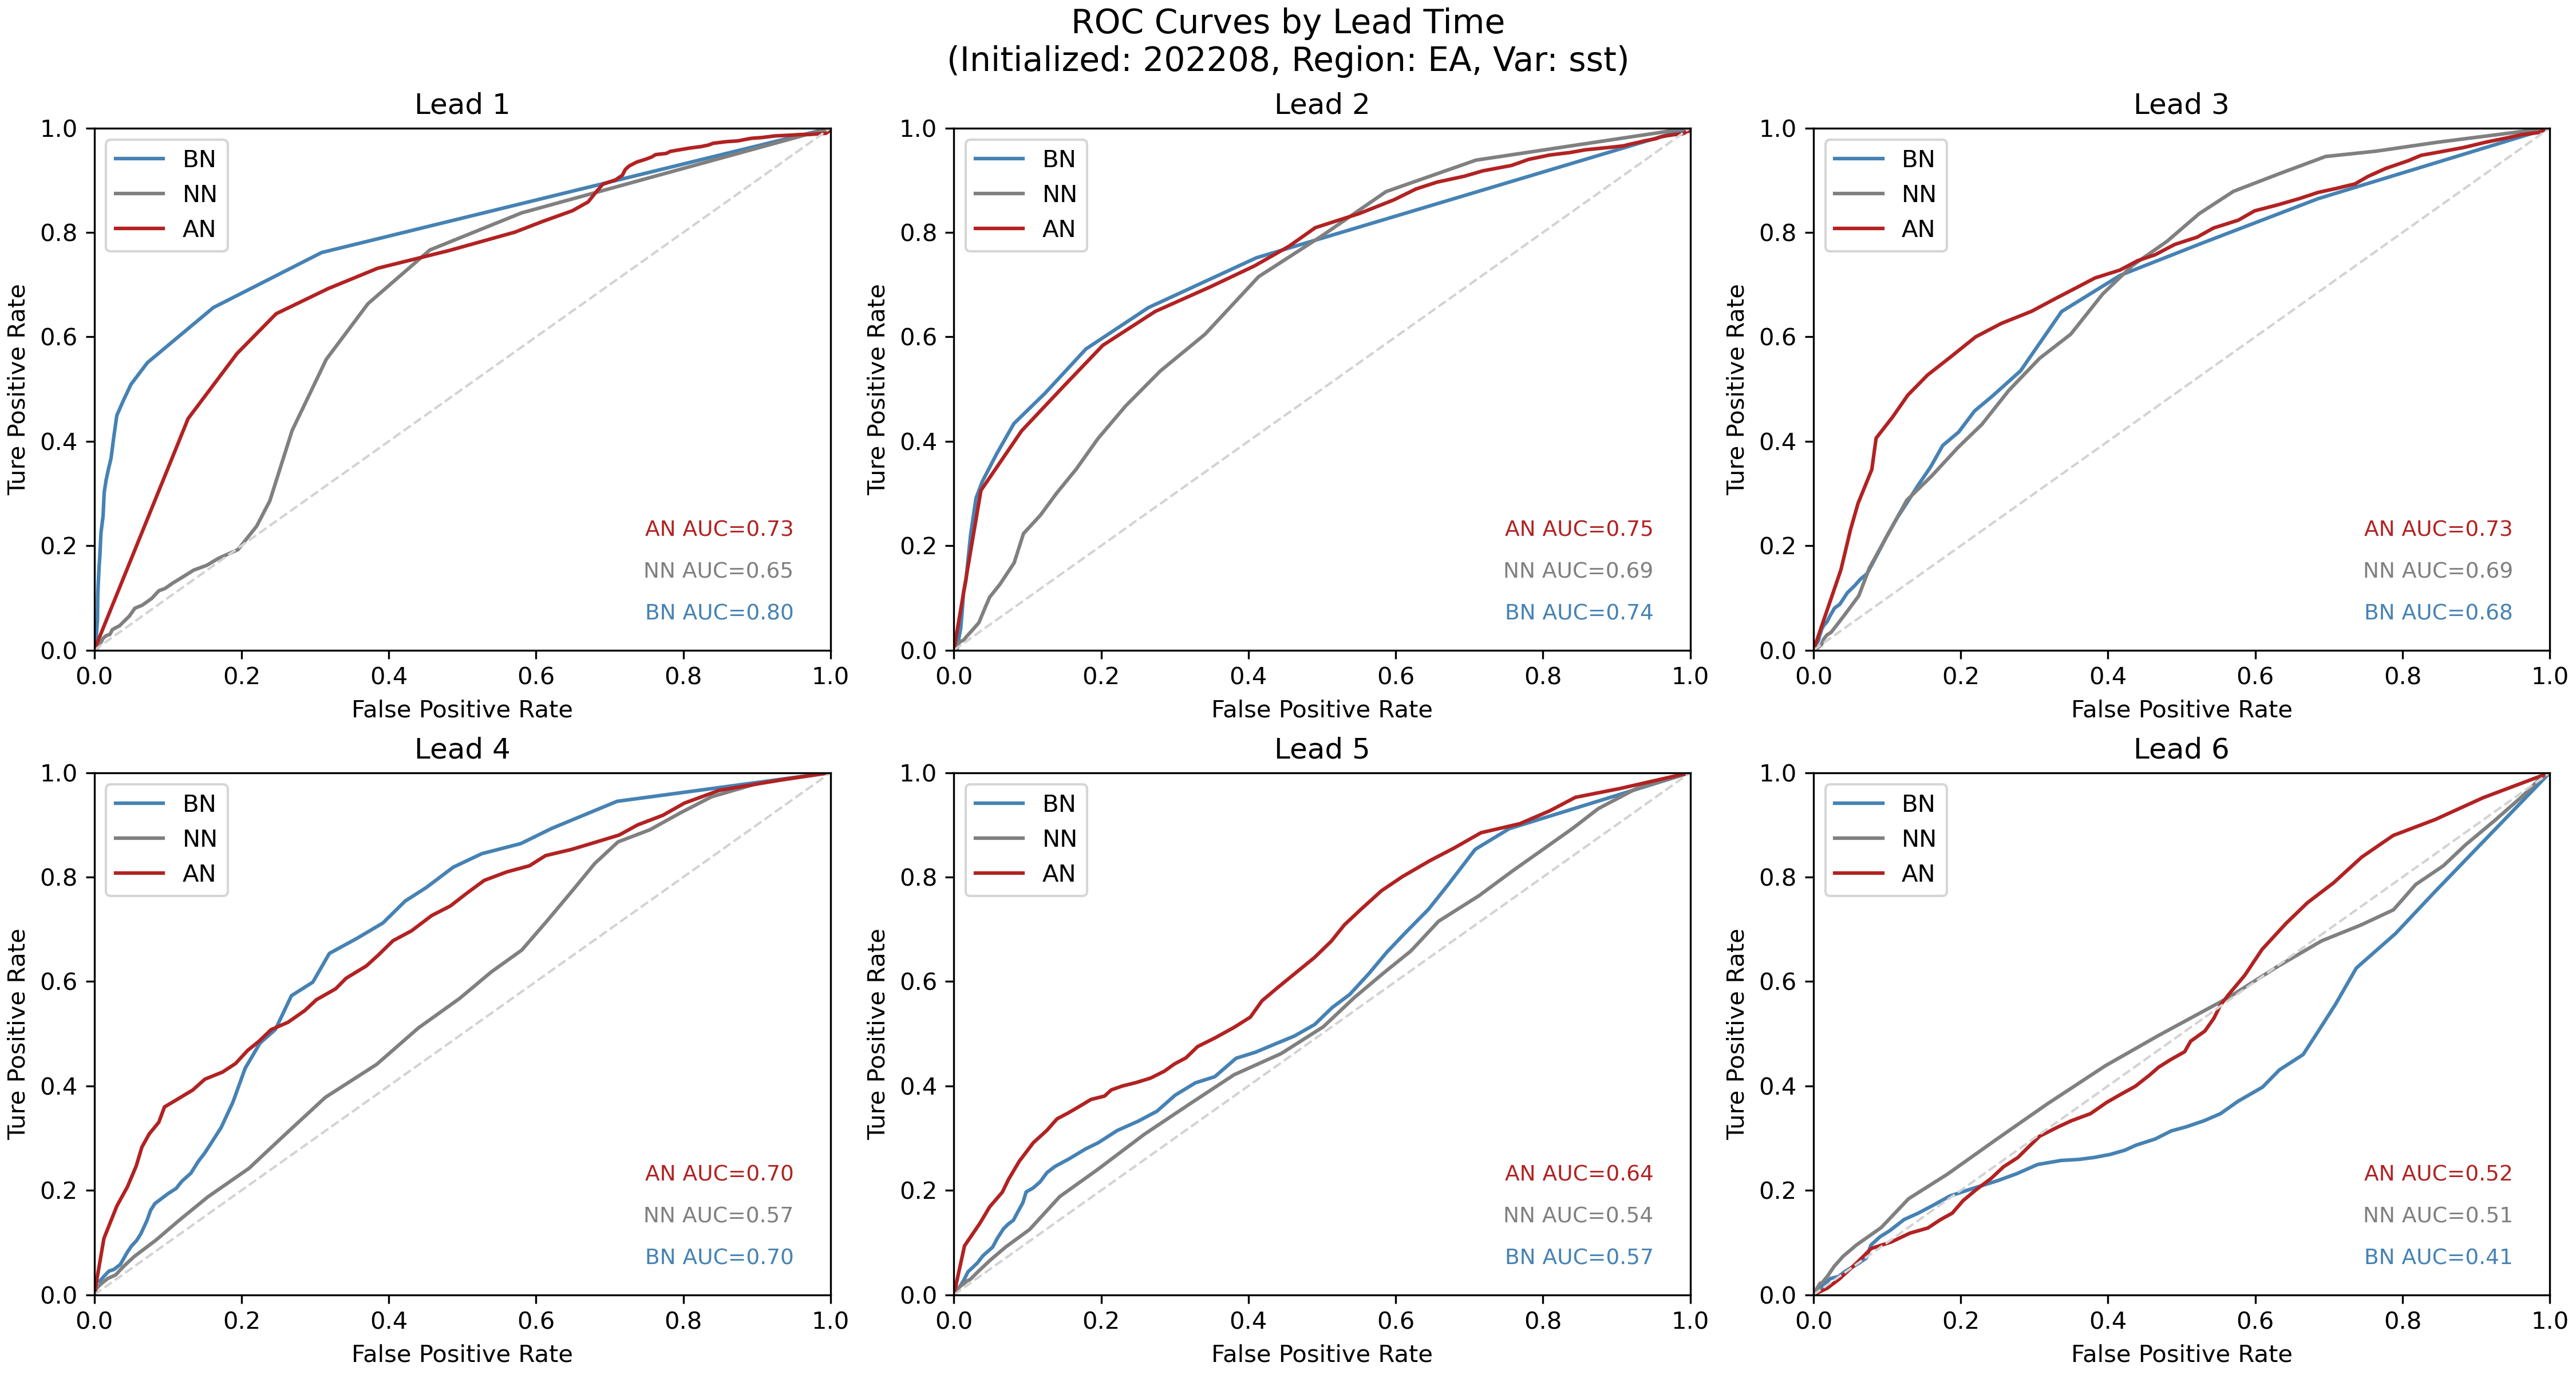 ROC Curves by Lead Time
(Initialized: 202208, Region: EA, Var: sst)
Lead 1
1.0
0.8
0.6
0.4
0.2
0.0
Ture Positive Rate
BN
NN
AN
AN AUC=0.73
NN AUC=0.65
BN AUC=0.80
0.0 0.2 0.4 0.6 0.8 1.0
False Positive Rate
Lead 2
1.0
0.8
0.6
0.4
0.2
0.0
Ture Positive Rate
BN
NN
AN
AN AUC=0.75
NN AUC=0.69
BN AUC=0.74
0.0 0.2 0.4 0.6 0.8 1.0
False Positive Rate
Lead 3
1.0
0.8
0.6
0.4
0.2
0.0
Ture Positive Rate
BN
NN
AN
AN AUC=0.73
NN AUC=0.69
BN AUC=0.68
0.0 0.2 0.4 0.6 0.8 1.0
False Positive Rate
Lead 4
1.0
0.8
0.6
0.4
0.2
0.0
Ture Positive Rate
BN
NN
AN
AN AUC=0.70
NN AUC=0.57
BN AUC=0.70
0.0 0.2 0.4 0.6 0.8 1.0
False Positive Rate
Lead 5
1.0
0.8
0.6
0.4
0.2
0.0
Ture Positive Rate
BN
NN
AN
AN AUC=0.64
NN AUC=0.54
BN AUC=0.57
0.0 0.2 0.4 0.6 0.8 1.0
False Positive Rate
Lead 6
1.0
0.8
0.6
0.4
0.2
0.0
Ture Positive Rate
BN
NN
AN
AN AUC=0.52
NN AUC=0.51
BN AUC=0.41
0.0 0.2 0.4 0.6 0.8 1.0
False Positive Rate